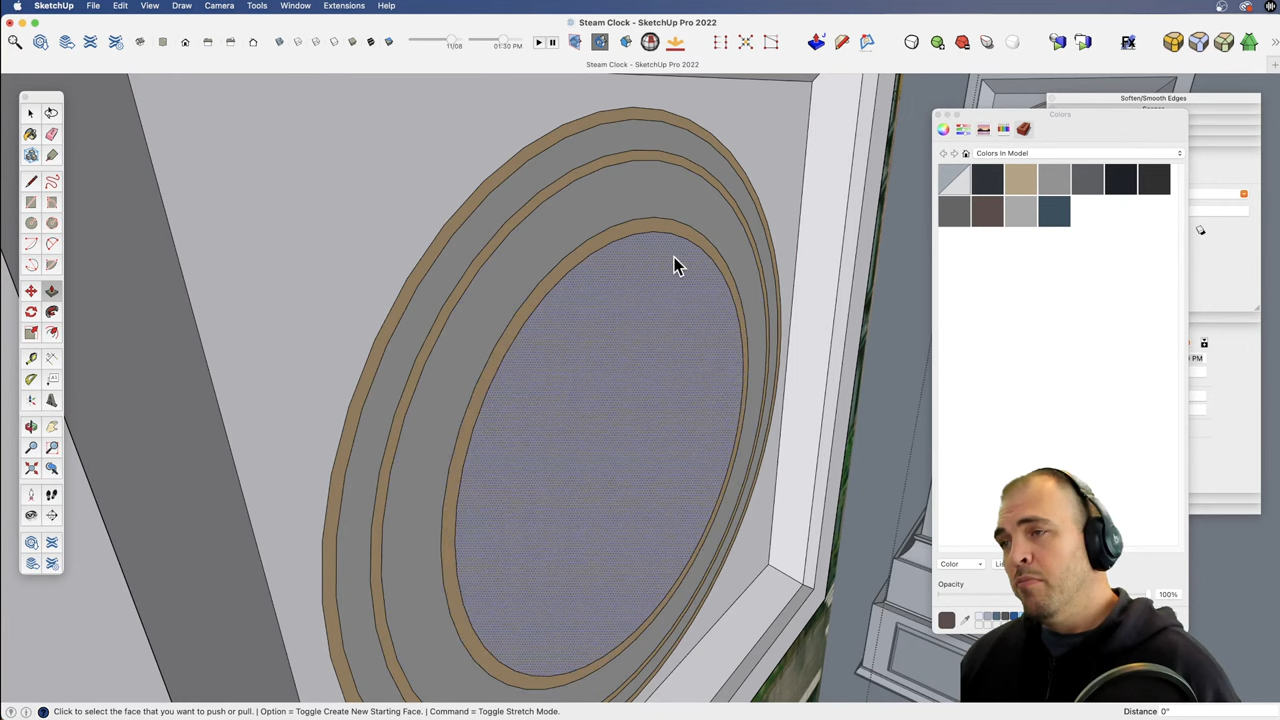 SketchUp File Edit View Draw Camera Tools Window Extensions Help
Steam Clock - SketchUp Pro 2022
11/08 01:30 PM
Steam Clock - SketchUp Pro 2022
Soften/Smooth Edges
Colors
Colors In Model
PM
Color
Opacity
100%
Click to select the face that you want to push or pull. | Option = Toggle Create New Starting Face. | Command = Toggle Stretch Mode.
Distance 0"